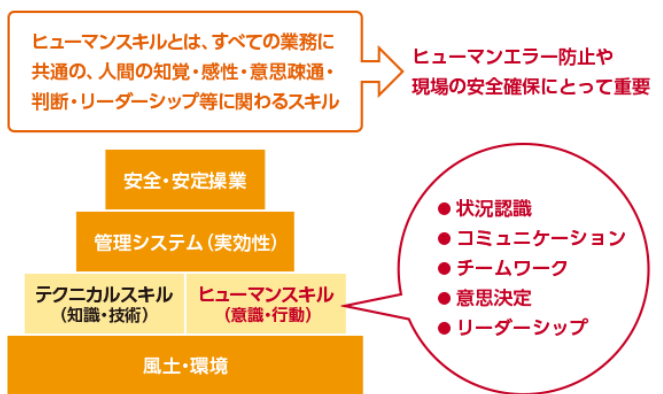 ヒューマンスキルとは、すべての業務に
共通の、人間の知覚・感性・意思疎通・
判断・リーダーシップ等に関わるスキル
ヒューマンエラー防止や
現場の安全確保にとって重要
安全・安定操業
管理システム(実効性)
テクニカルスキル
(知識・技術)
ヒューマンスキル
(意識・行動)
風土・環境
● 状況認識
● コミュニケーション
● チームワーク
● 意思決定
● リーダーシップ